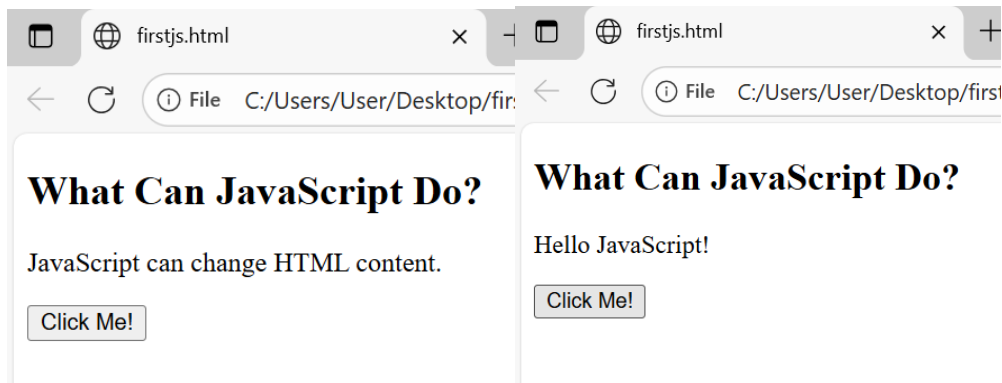 firstjs.html
File C:/Users/User/Desktop/firs
What Can JavaScript Do?
JavaScript can change HTML content.
Click Me!
firstjs.html
File C:/Users/User/Desktop/first
What Can JavaScript Do?
Hello JavaScript!
Click Me!